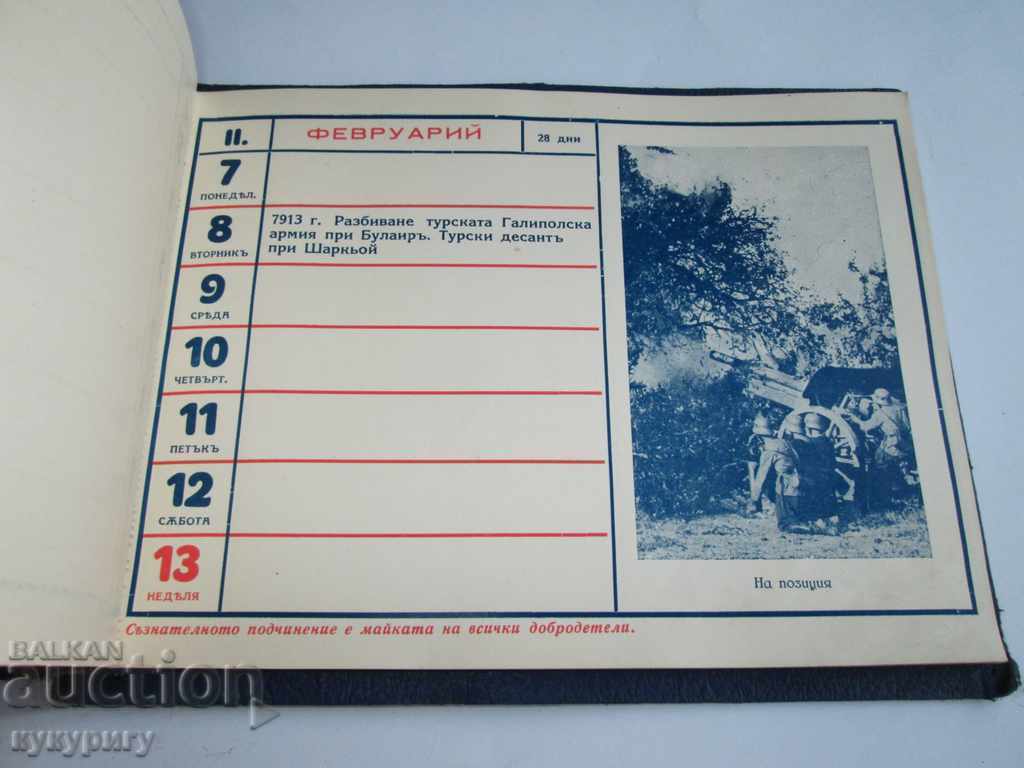 II.
ФЕВРУАРИЙ
28 дни
7
ПОНЕДѢЛ.
8
ВТОРНИКЪ
7913 г. Разбиване турската Галиполска
армия при Булаиръ. Турски десантъ
при Шаркьой
9
СРѢДА
10
ЧЕТВЪРТ.
11
ПЕТЪКЪ
12
СѪБОТА
13
НЕДѢЛЯ
На позиция
Съзнателното подчинение е майката на всички добродетели.
BALKAN
auction
кукуригу